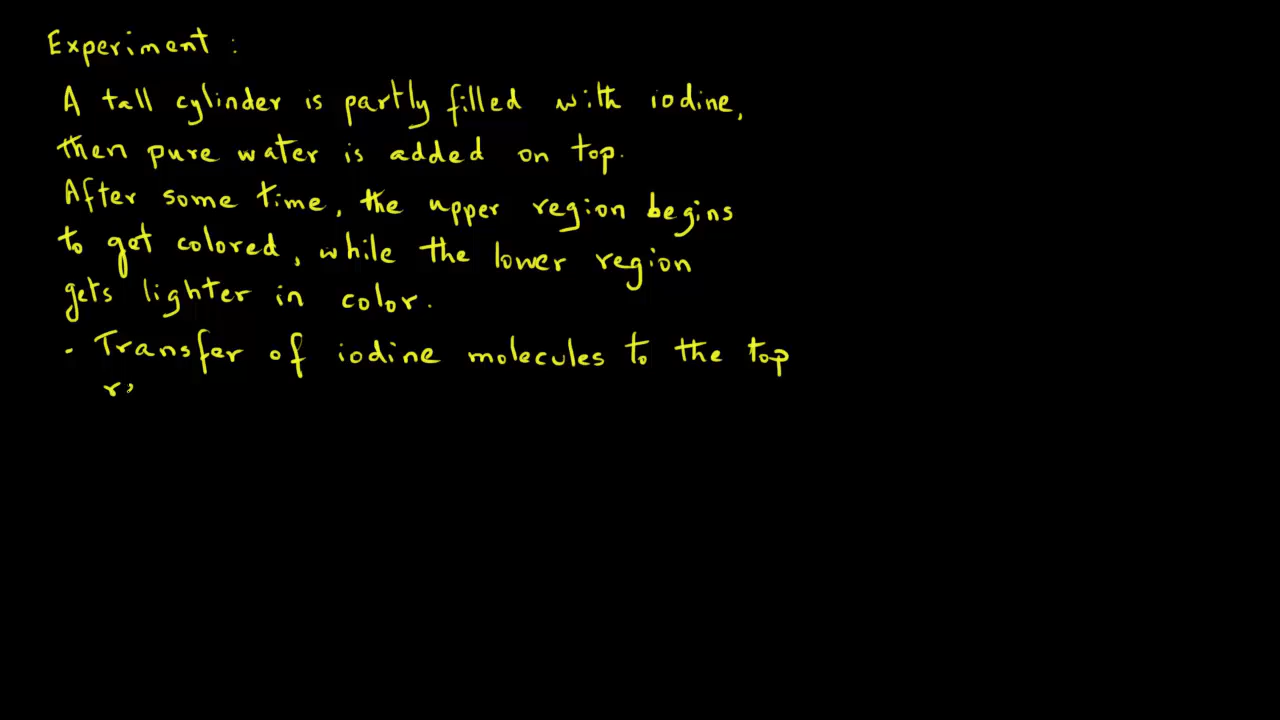 Experiment :
A tall cylinder is partly filled with iodine,
then pure water is added on top.
After some time, the upper region begins
to get colored, while the lower region
gets lighter in color.
• Transfer of iodine molecules to the top